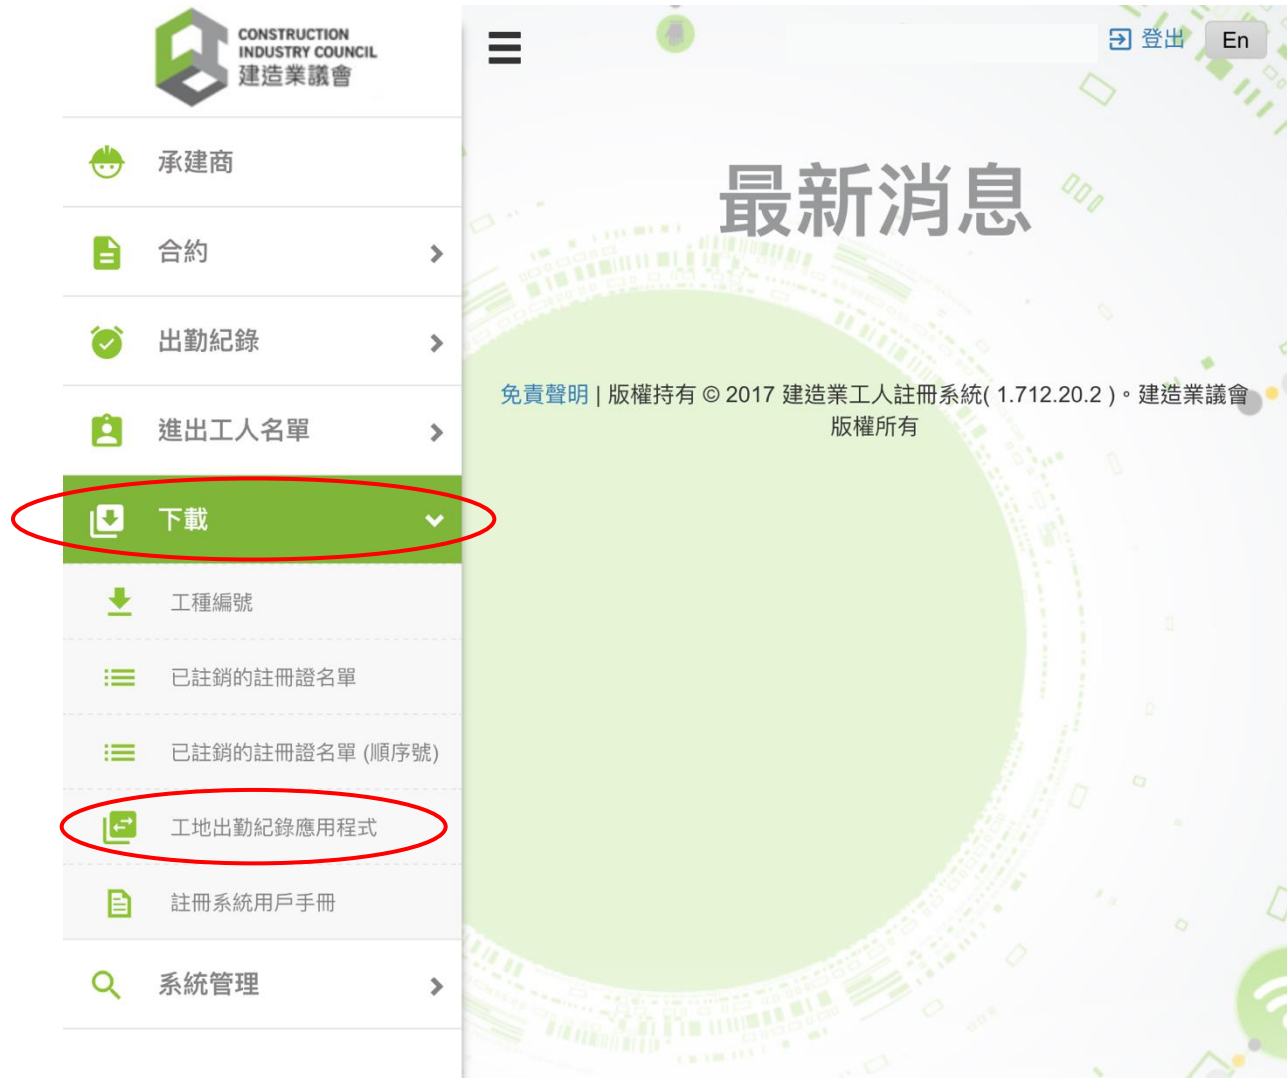 CONSTRUCTION
INDUSTRY COUNCIL
建造業議會
承建商
合約
出勤紀錄
進出工人名單
下載
工種編號
已註銷的註冊證名單
已註銷的註冊證名單 (順序號)
工地出勤紀錄應用程式
註冊系統用戶手冊
系統管理
登出
En
最新消息
免責聲明 | 版權持有 © 2017 建造業工人註冊系統( 1.712.20.2 )。建造業議會
版權所有